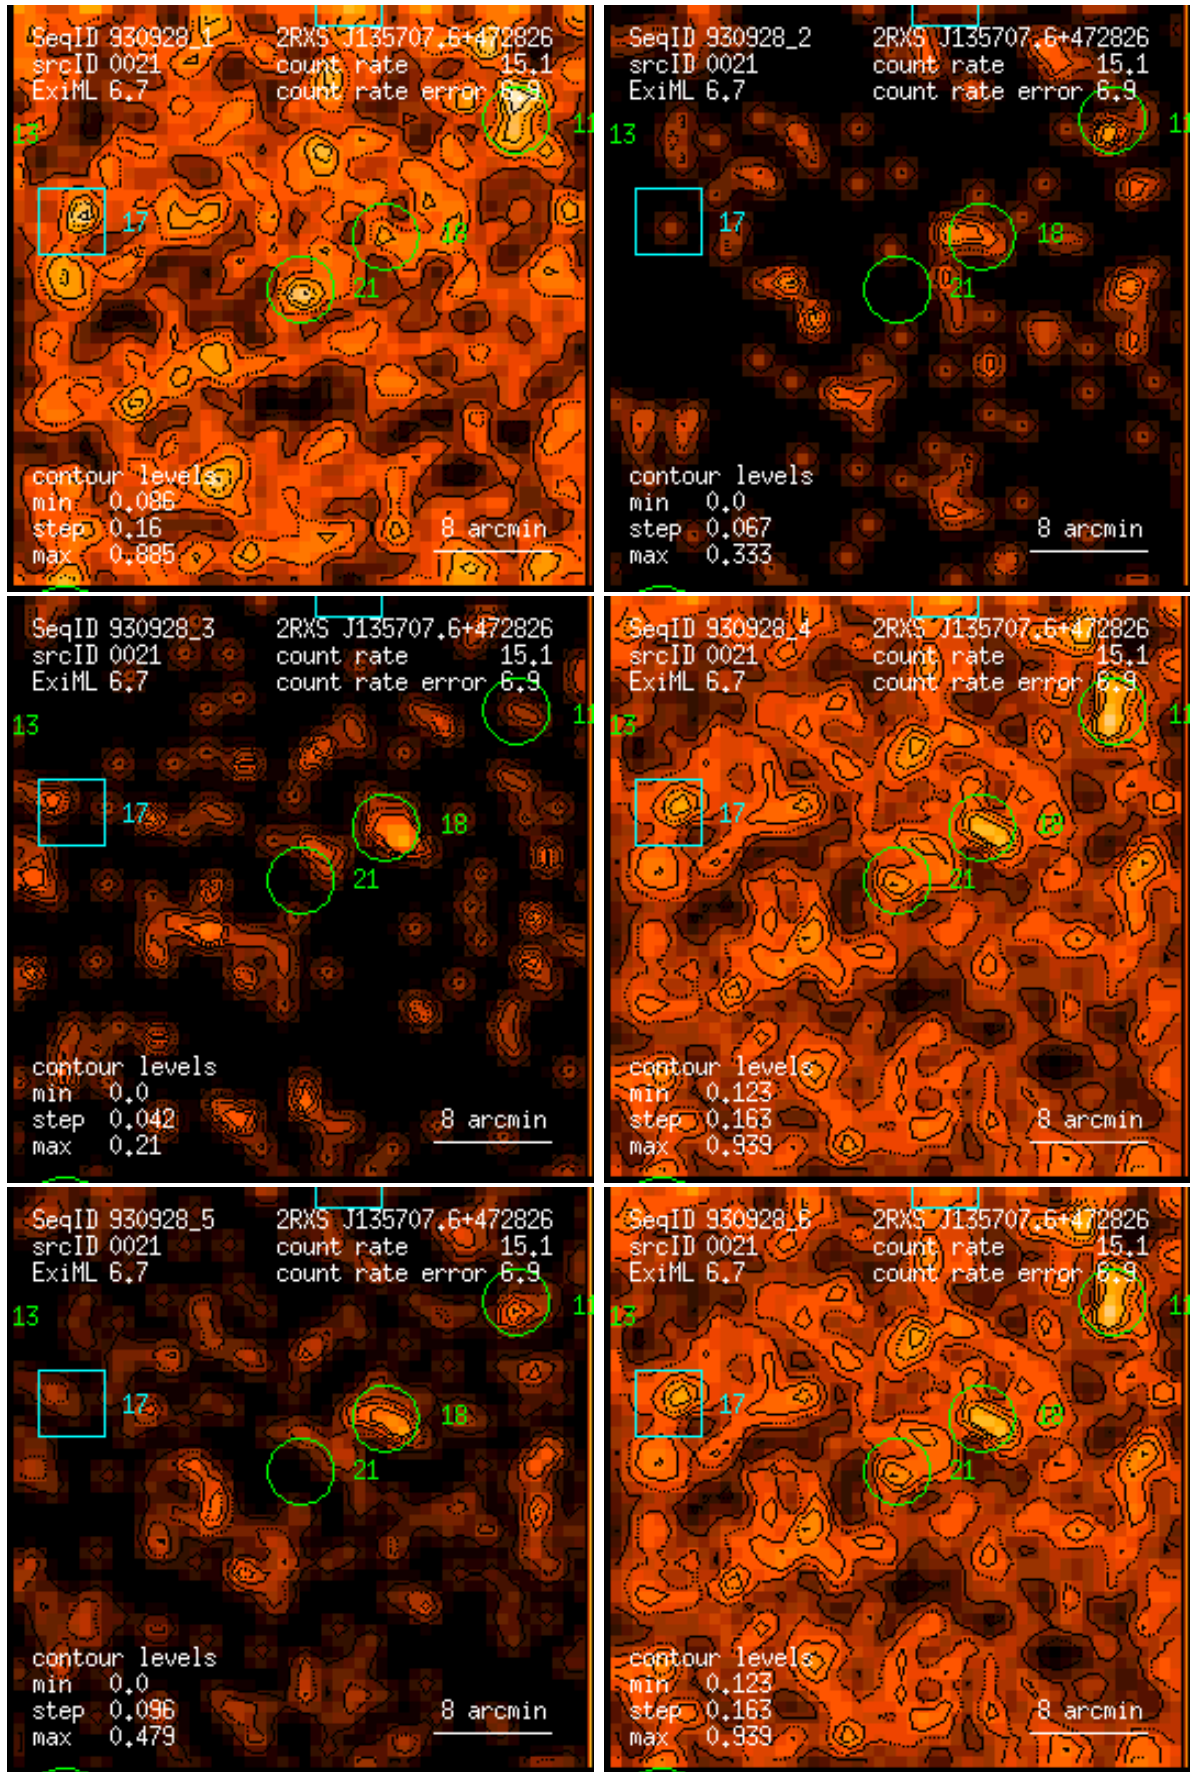 SeqID 930928_1 2RXS J135707.6+472826
srcID 0021 count rate 15.1
ExiML 6.7 count rate error 6.9
13 11
17
18
21
contour levels
min 0.086
step 0.16
max 0.885
8 arcmin
SeqID 930928_2 2RXS J135707.6+472826
srcID 0021 count rate 15.1
ExiML 6.7 count rate error 6.9
13 11
17
18
21
contour levels
min 0.0
step 0.067
max 0.333
8 arcmin
SeqID 930928_3 2RXS J135707.6+472826
srcID 0021 count rate 15.1
ExiML 6.7 count rate error 6.9
13 11
17
18
21
contour levels
min 0.0
step 0.042
max 0.21
8 arcmin
SeqID 930928_4 2RXS J135707.6+472826
srcID 0021 count rate 15.1
ExiML 6.7 count rate error 6.9
13 11
17
18
21
contour levels
min 0.123
step 0.163
max 0.939
8 arcmin
SeqID 930928_5 2RXS J135707.6+472826
srcID 0021 count rate 15.1
ExiML 6.7 count rate error 6.9
13 11
17
18
21
contour levels
min 0.0
step 0.096
max 0.479
8 arcmin
SeqID 930928_6 2RXS J135707.6+472826
srcID 0021 count rate 15.1
ExiML 6.7 count rate error 6.9
13 11
17
18
21
contour levels
min 0.123
step 0.163
max 0.939
8 arcmin